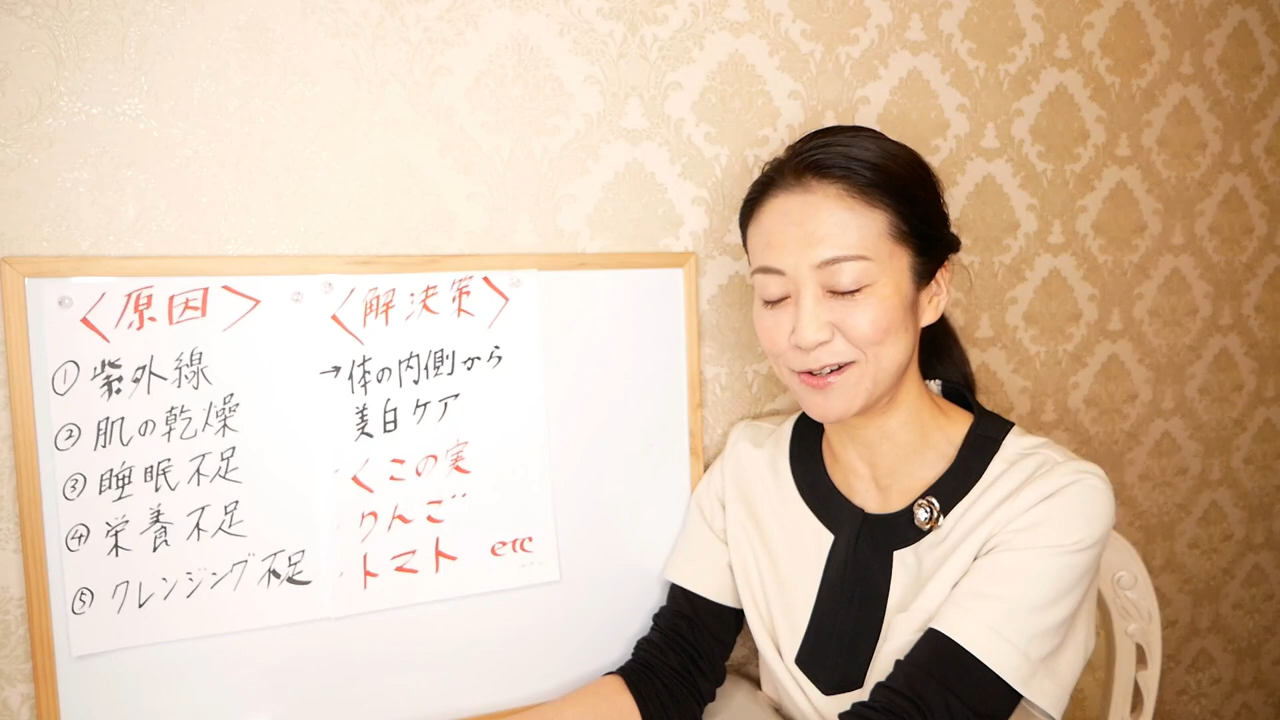 〈原因〉
① 紫外線
② 肌の乾燥
③ 睡眠不足
④ 栄養不足
⑤ クレンジング不足
〈解決策〉
→体の内側から
美白ケア
・くこの実
・りんご
・トマト etc